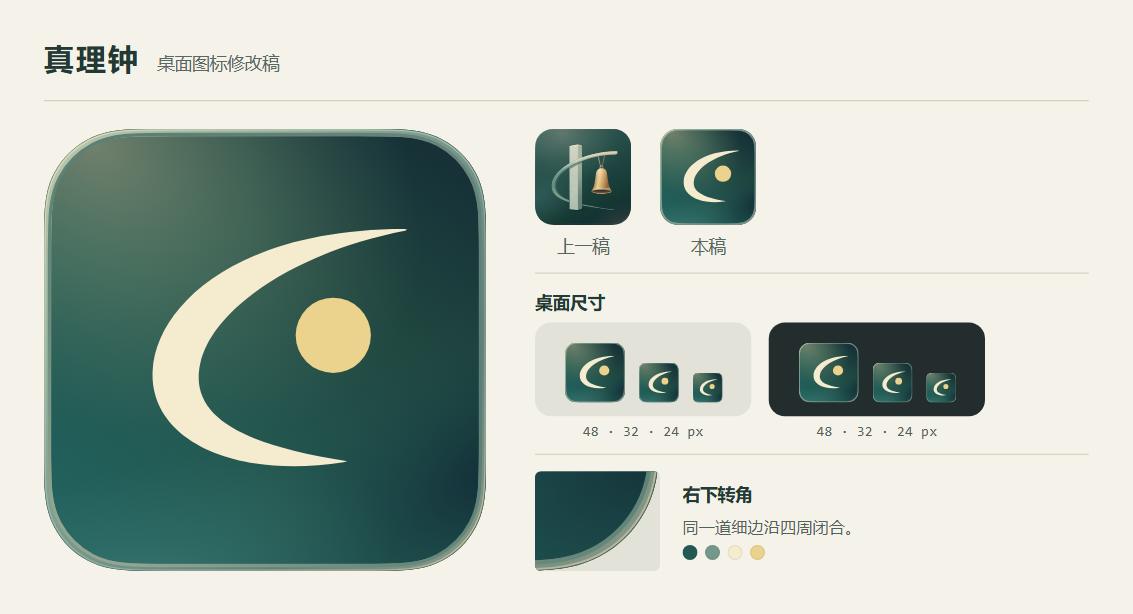 真理钟 桌面图标修改稿
上一稿 本稿
桌面尺寸
48 · 32 · 24 px 48 · 32 · 24 px
右下转角
同一道细边沿四周闭合。